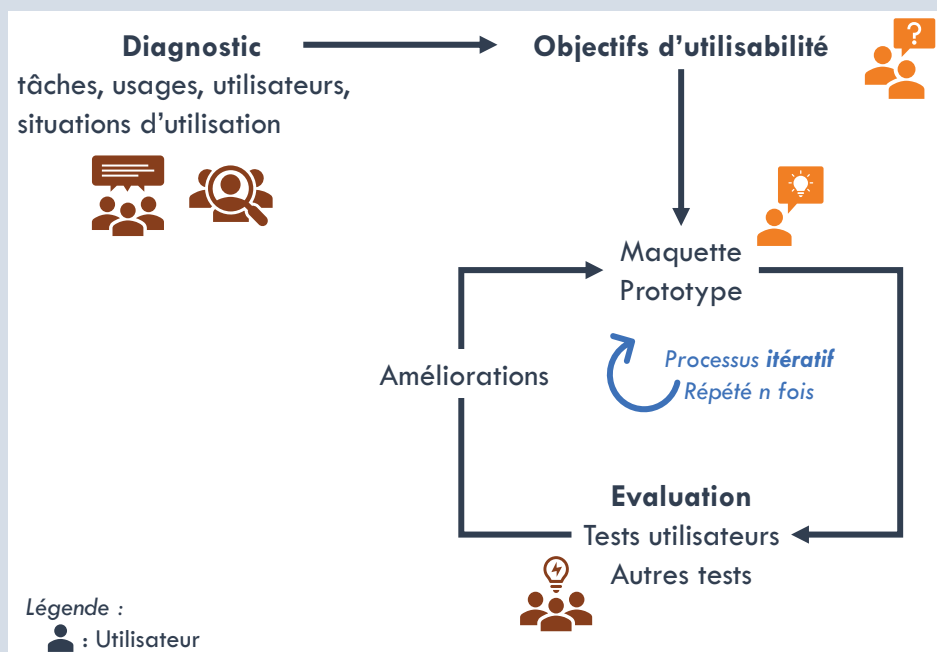 Diagnostic
tâches, usages, utilisateurs,
situations d'utilisation
Objectifs d'utilisabilité
?
Maquette
Prototype
Processus itératif
Répété n fois
Améliorations
Evaluation
Tests utilisateurs
Autres tests
Légende :
: Utilisateur